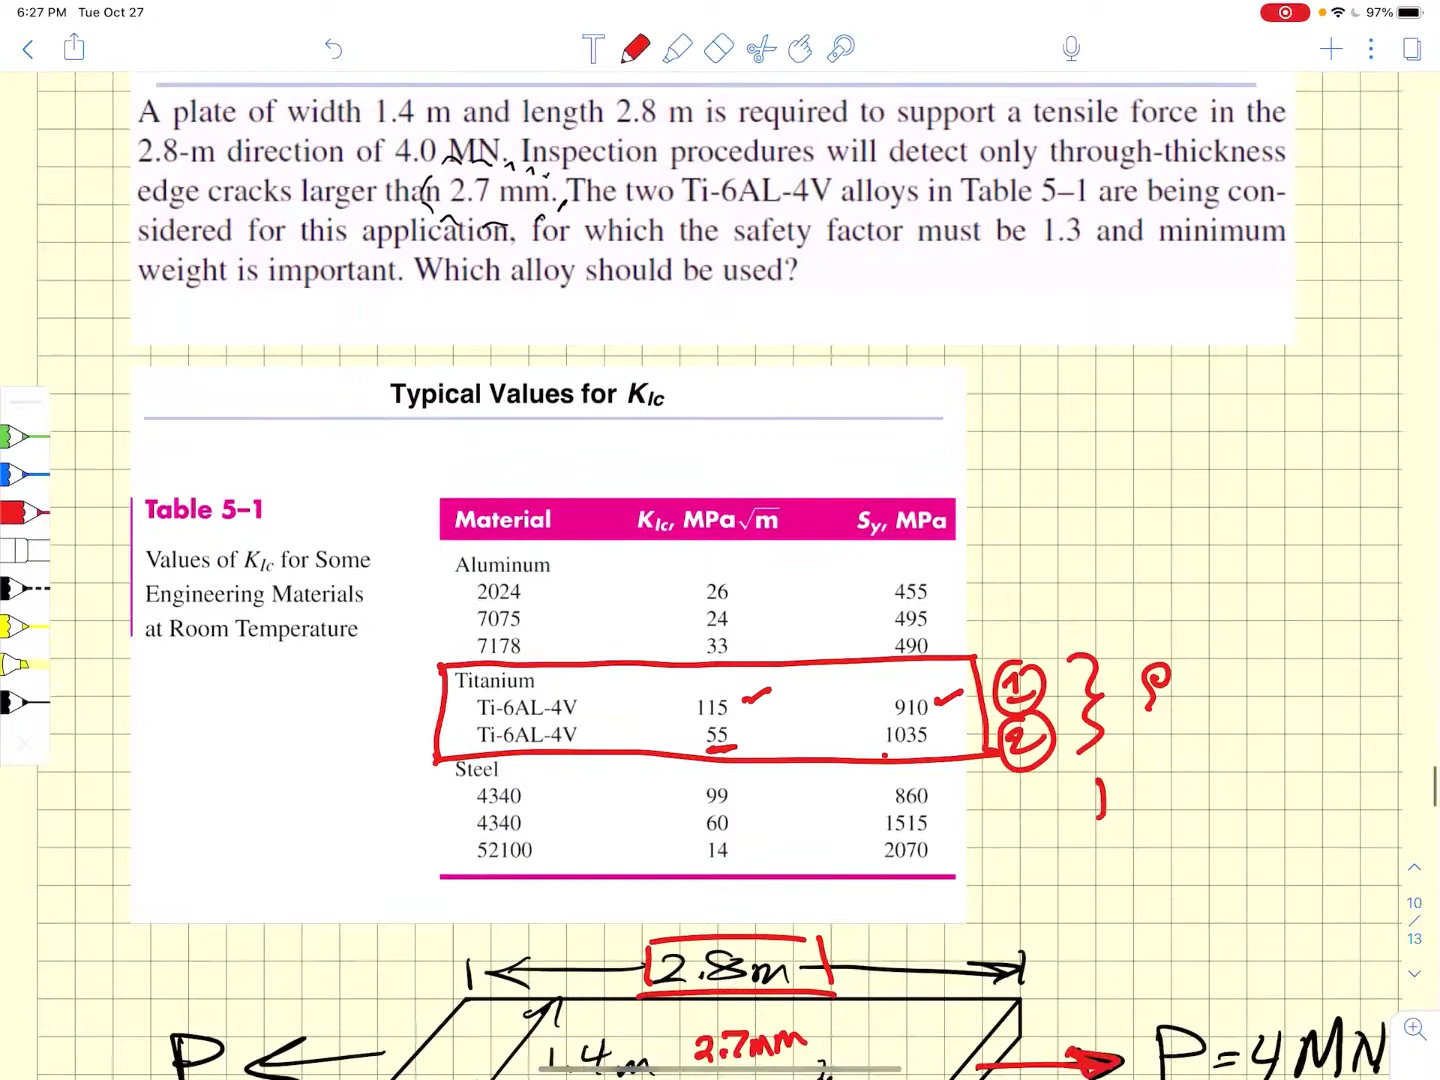 6:27 PM Tue Oct 27
97%
T
A plate of width 1.4 m and length 2.8 m is required to support a tensile force in the
2.8-m direction of 4.0 MN. Inspection procedures will detect only through-thickness
edge cracks larger than 2.7 mm. The two Ti-6AL-4V alloys in Table 5–1 are being con-
sidered for this application, for which the safety factor must be 1.3 and minimum
weight is important. Which alloy should be used?
Typical Values for KIc
Table 5–1
Values of KIc for Some
Engineering Materials
at Room Temperature
Material KIc, MPa√m Sy, MPa
Aluminum
2024 26 455
7075 24 495
7178 33 490
Titanium
Ti-6AL-4V 115 910 1
Ti-6AL-4V 55 1035 2
Steel
4340 99 860
4340 60 1515
52100 14 2070
10
/
13
2.8m
P 1.4m 2.7mm P=4MN